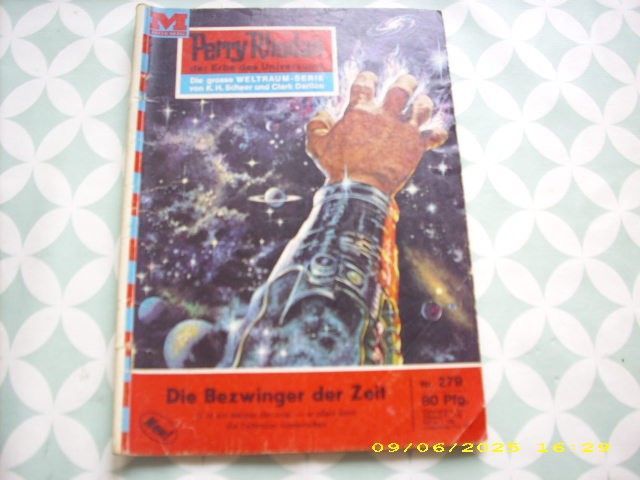 M
Perry Rhodan
der Erbe des Universums
Die grosse WELTRAUM-SERIE
von K. H. Scheer und Clark Darlton
Die Bezwinger der Zeit
Nr. 279
80 Pfg.
Neu!
09/06/2025 16:29